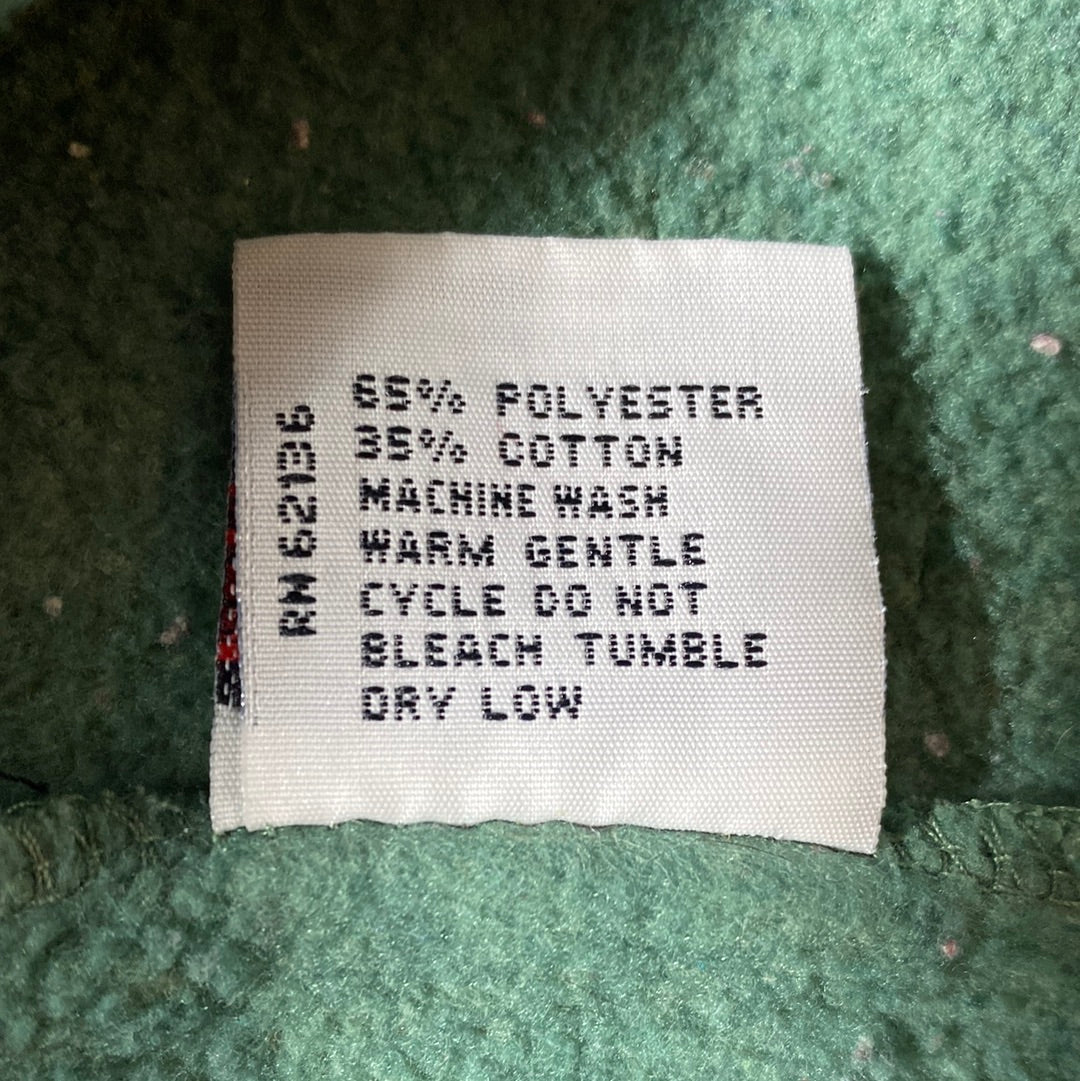 65% POLYESTER
35% COTTON
MACHINE WASH
WARM GENTLE
CYCLE DO NOT
BLEACH TUMBLE
DRY LOW
RN 62136